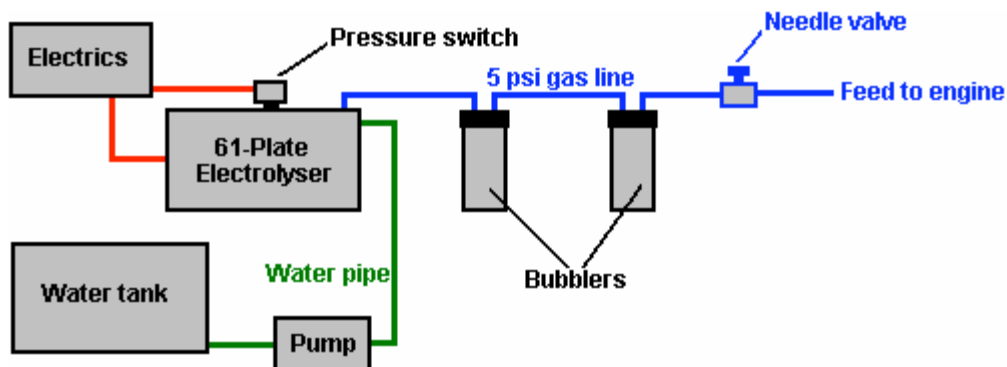 Electrics
Pressure switch
Needle valve
5 psi gas line
Feed to engine
61-Plate
Electrolyser
Water pipe
Bubblers
Water tank
Pump